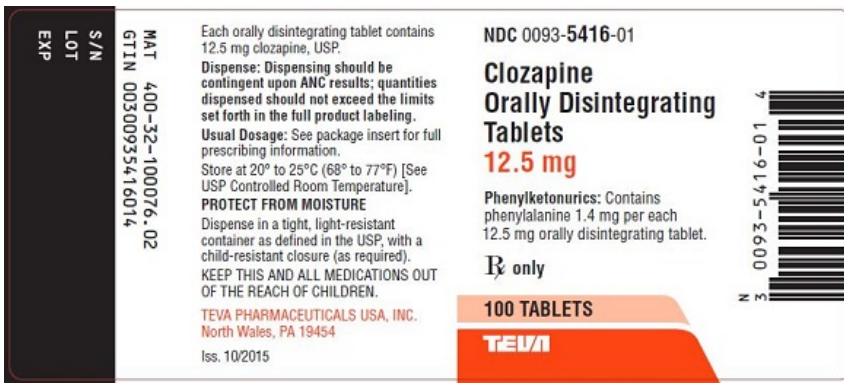 S/N
LOT
EXP
MAT 400-32-100076.02
GTIN 00300935416014
Each orally disintegrating tablet contains
12.5 mg clozapine, USP.
Dispense: Dispensing should be
contingent upon ANC results; quantities
dispensed should not exceed the limits
set forth in the full product labeling.
Usual Dosage: See package insert for full
prescribing information.
Store at 20° to 25°C (68° to 77°F) [See
USP Controlled Room Temperature].
PROTECT FROM MOISTURE
Dispense in a tight, light-resistant
container as defined in the USP, with a
child-resistant closure (as required).
KEEP THIS AND ALL MEDICATIONS OUT
OF THE REACH OF CHILDREN.
TEVA PHARMACEUTICALS USA, INC.
North Wales, PA 19454
Iss. 10/2015
NDC 0093-5416-01
Clozapine
Orally Disintegrating
Tablets
12.5 mg
Phenylketonurics: Contains
phenylalanine 1.4 mg per each
12.5 mg orally disintegrating tablet.
℞ only
100 TABLETS
TEVA
N 3 0093-5416-01 4